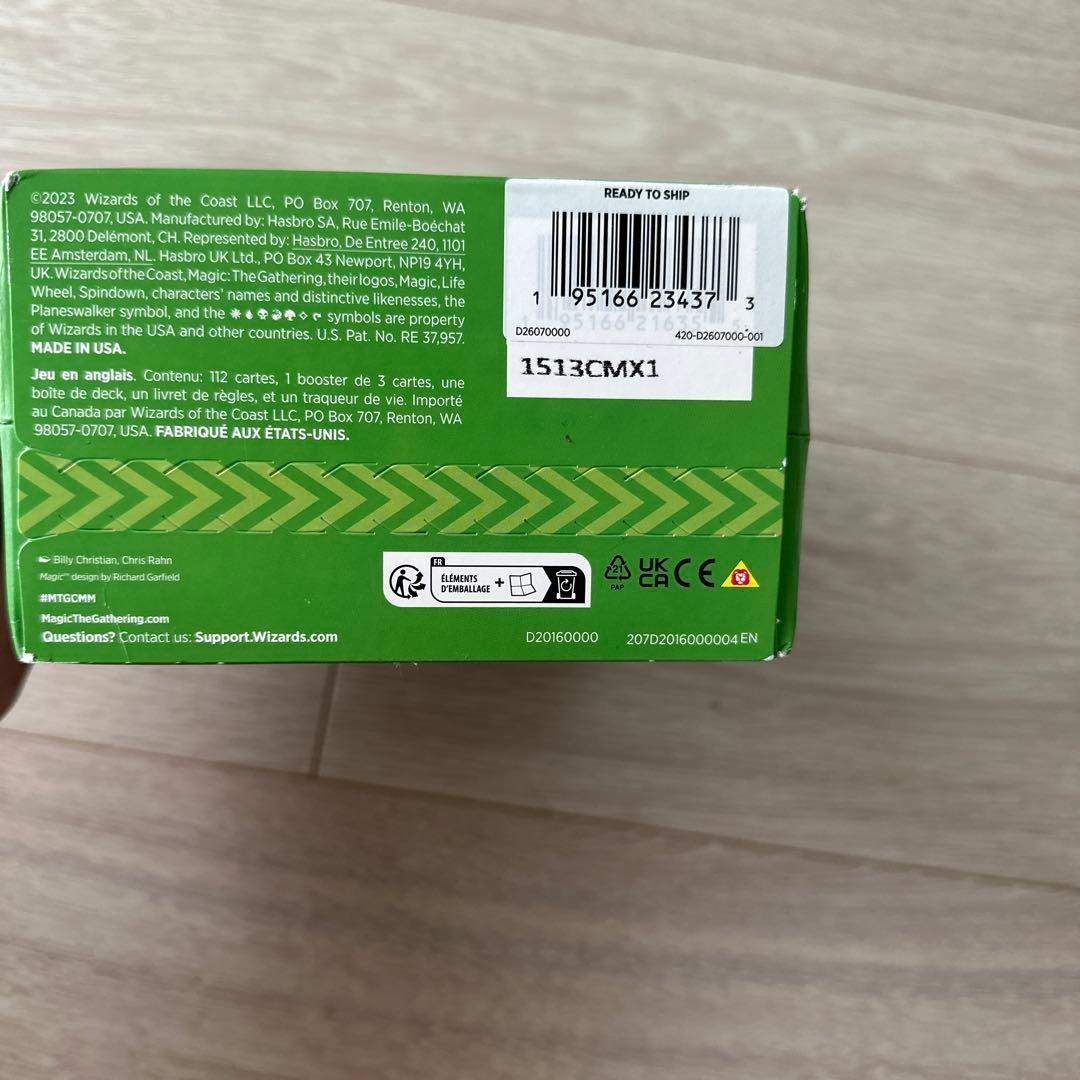 ©2023 Wizards of the Coast LLC, PO Box 707, Renton, WA
98057-0707, USA. Manufactured by: Hasbro SA, Rue Emile-Boéchat
31, 2800 Delémont, CH. Represented by: Hasbro, De Entree 240, 1101
EE Amsterdam, NL. Hasbro UK Ltd., PO Box 43 Newport, NP19 4YH,
UK. Wizards of the Coast, Magic: The Gathering, their logos, Magic, Life
Wheel, Spindown, characters' names and distinctive likenesses, the
Planeswalker symbol, and the symbols are property
of Wizards in the USA and other countries. U.S. Pat. No. RE 37,957.
MADE IN USA.
Jeu en anglais. Contenu: 112 cartes, 1 booster de 3 cartes, une
boîte de deck, un livret de règles, et un traqueur de vie. Importé
au Canada par Wizards of the Coast LLC, PO Box 707, Renton, WA
98057-0707, USA. FABRIQUÉ AUX ÉTATS-UNIS.
READY TO SHIP
1 95166 23437 3
D26070000 420-D2607000-001
1513CMX1
Billy Christian, Chris Rahn
Magic™ design by Richard Garfield
#MTGCMM
MagicTheGathering.com
Questions? Contact us: Support.Wizards.com
FR
ÉLÉMENTS
D'EMBALLAGE +
21
PAP
UK
CA
CE
D20160000 207D2016000004 EN